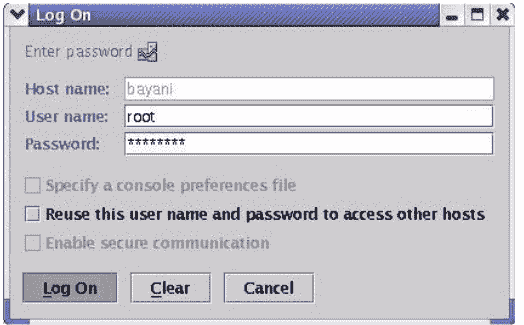 Log On
Enter password
Host name: bayani
User name: root
Password: ********
Specify a console preferences file
Reuse this user name and password to access other hosts
Enable secure communication
Log On Clear Cancel